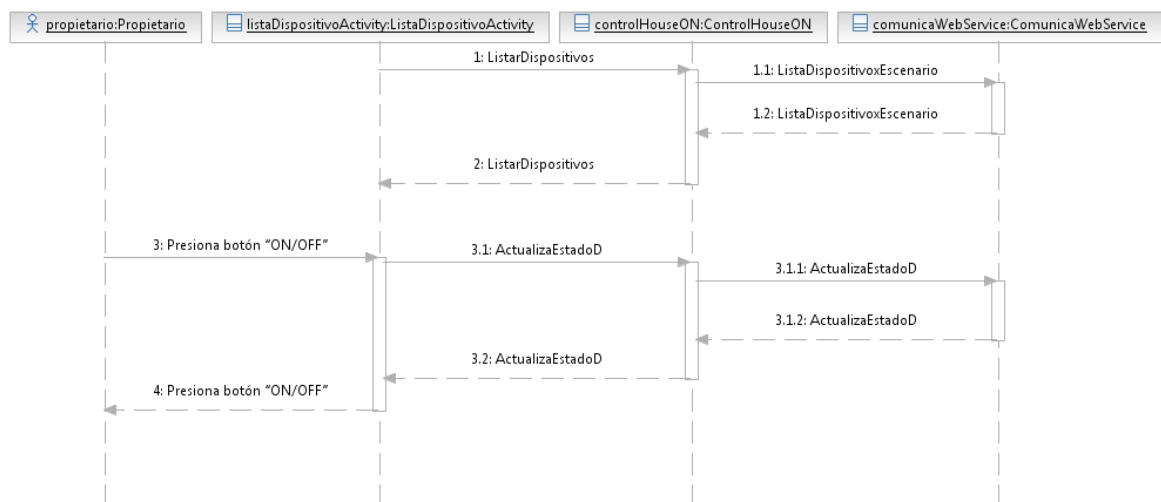 propietario:Propietario
listaDispositivoActivity:ListaDispositivoActivity
controlHouseON:ControlHouseON
comunicaWebService:ComunicaWebService
1: ListarDispositivos
1.1: ListaDispositivoxEscenario
1.2: ListaDispositivoxEscenario
2: ListarDispositivos
3: Presiona botón “ON/OFF”
3.1: ActualizaEstadoD
3.1.1: ActualizaEstadoD
3.1.2: ActualizaEstadoD
3.2: ActualizaEstadoD
4: Presiona botón “ON/OFF”